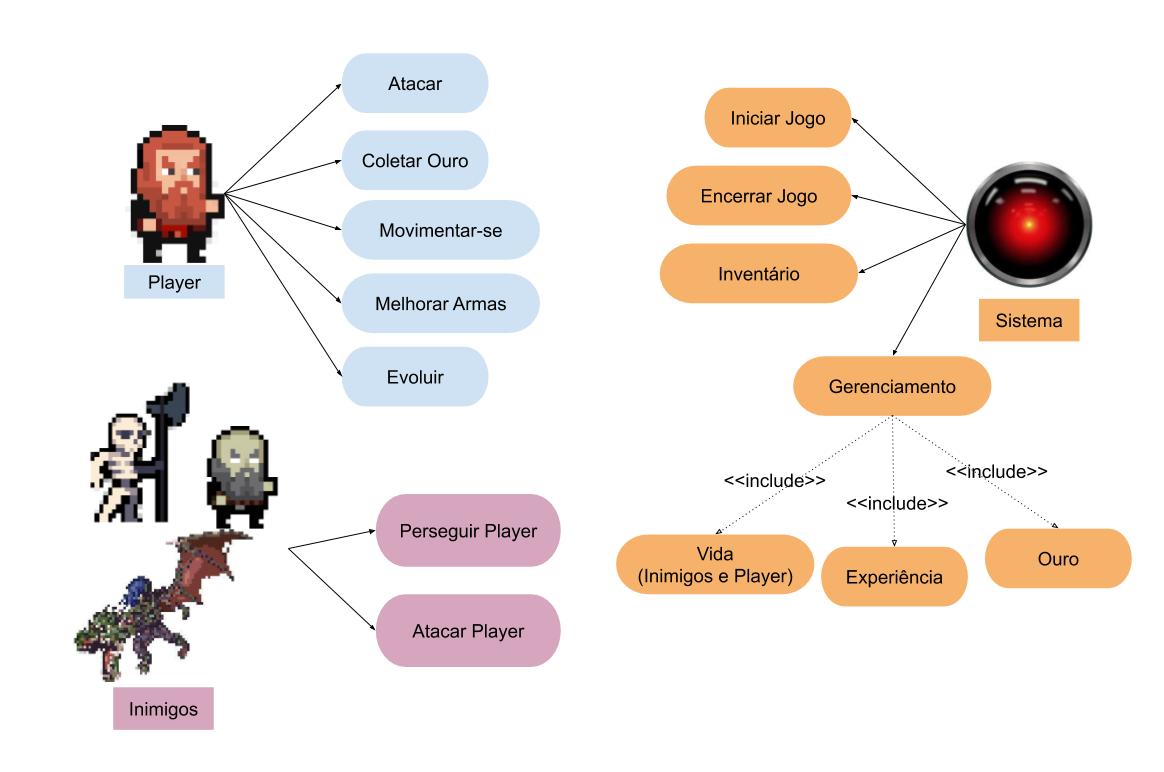 Atacar
Coletar Ouro
Movimentar-se
Melhorar Armas
Evoluir
Player
Perseguir Player
Atacar Player
Inimigos
Iniciar Jogo
Encerrar Jogo
Inventário
Sistema
Gerenciamento
<<include>>
<<include>>
<<include>>
Vida
(Inimigos e Player)
Experiência
Ouro